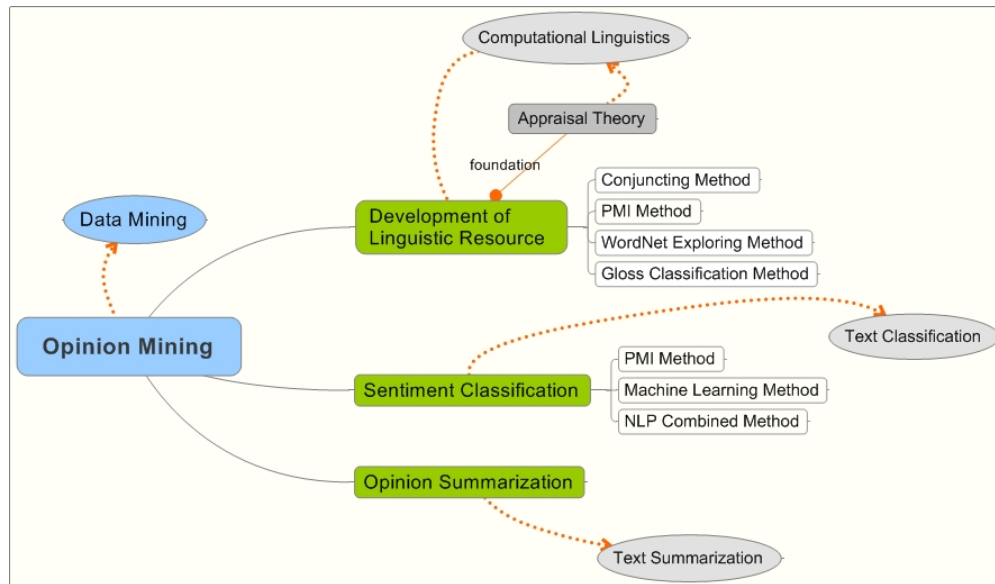 Computational Linguistics
Appraisal Theory
foundation
Conjuncting Method
Data Mining
Development of
Linguistic Resource
PMI Method
WordNet Exploring Method
Gloss Classification Method
Opinion Mining
Text Classification
PMI Method
Sentiment Classification
Machine Learning Method
NLP Combined Method
Opinion Summarization
Text Summarization